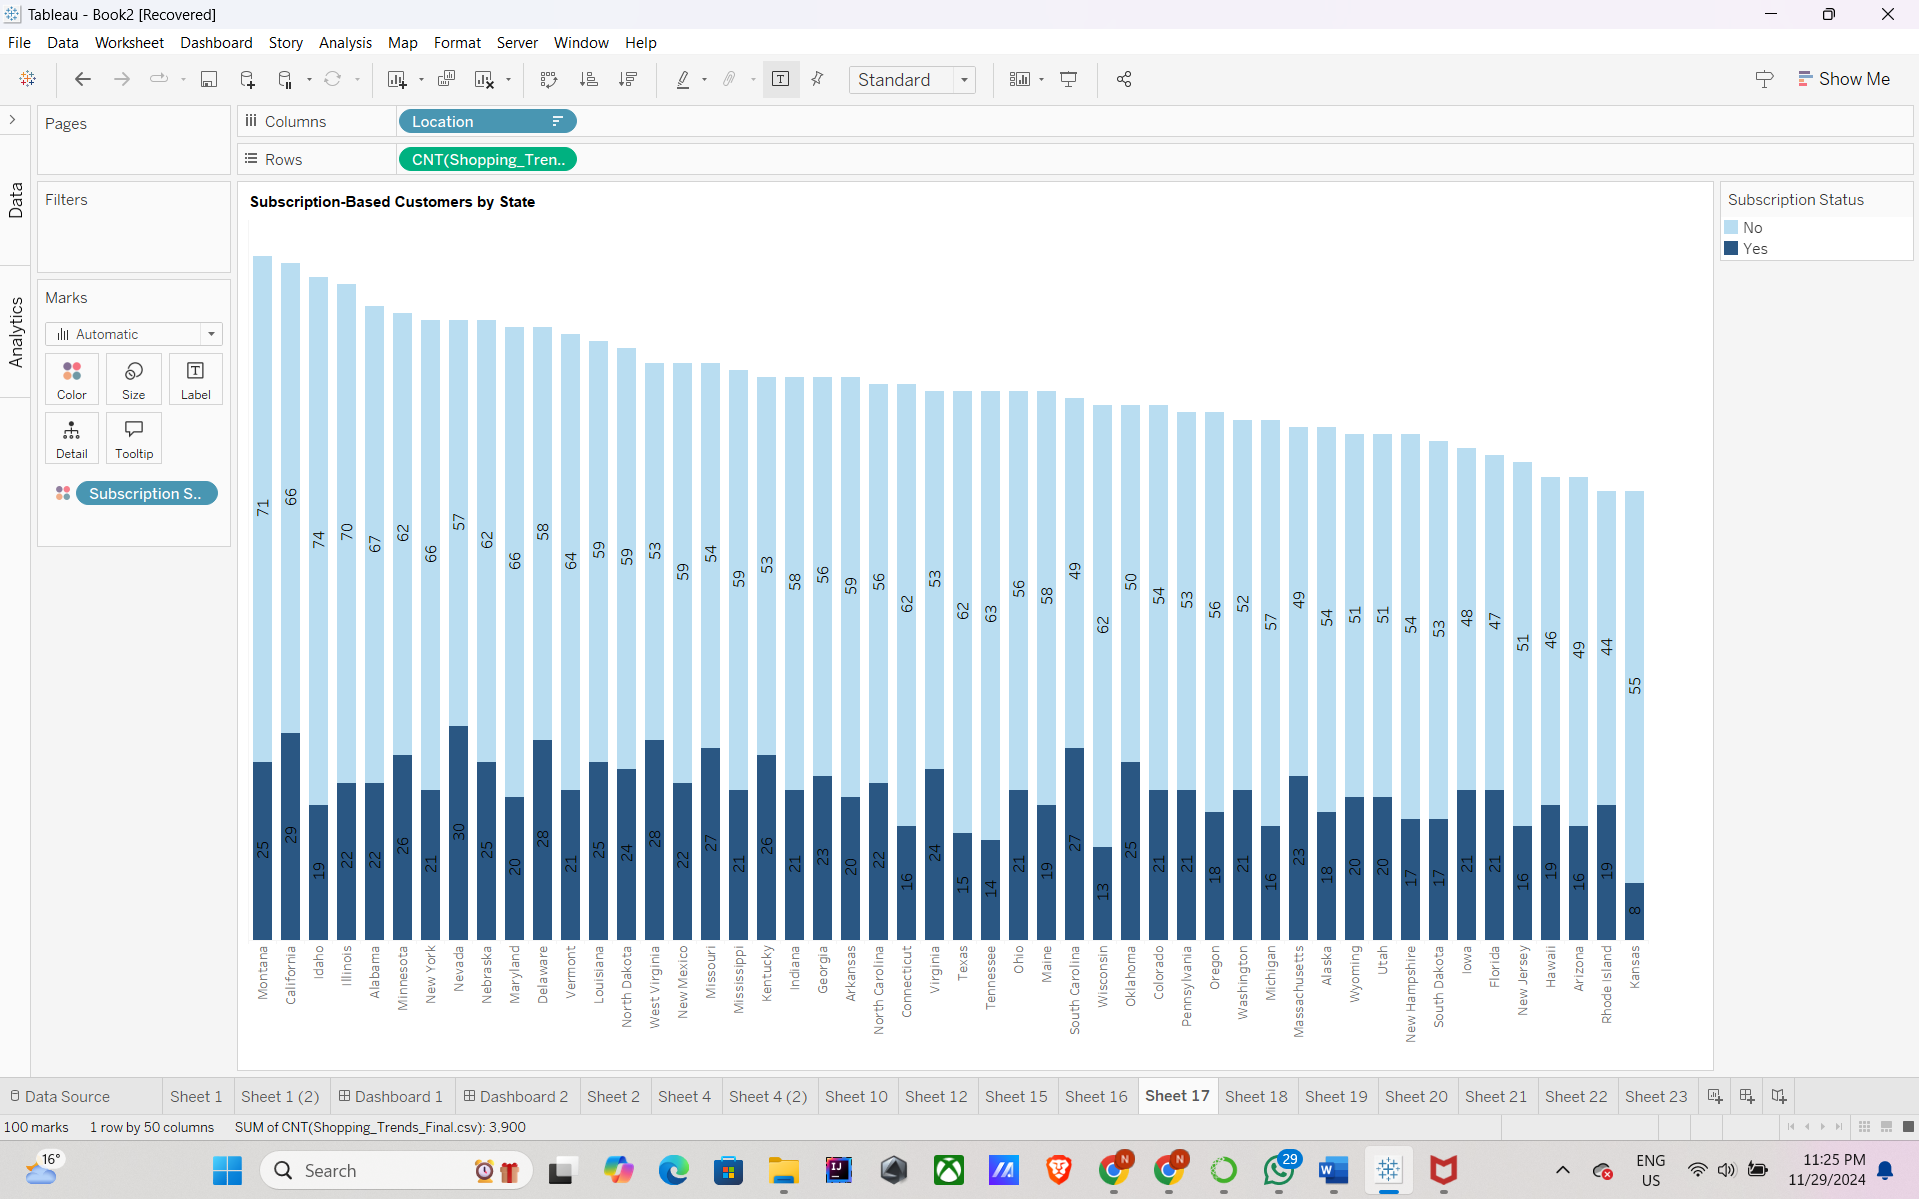 Tableau - Book2 [Recovered]
File Data Worksheet Dashboard Story Analysis Map Format Server Window Help
Standard
Show Me
Data
Analytics
Pages
Filters
Marks
Automatic
Color Size Label
Detail Tooltip
Subscription S..
Columns
Location
Rows
CNT(Shopping_Tren..
Subscription-Based Customers by State
71 66 74 70 67 62 66 57 62 66 58 64 59 59 53 59 54 59 53 58 56 59 56 62 53 62 63 56 58 49 62 50 54 53 56 52 57 49 54 51 51 54 53 48 47 51 46 49 44 55
25 29 19 22 22 26 21 30 25 20 28 21 25 24 28 22 27 21 26 21 23 20 22 16 24 15 14 21 19 27 13 25 21 21 18 21 16 23 18 20 20 17 17 21 21 16 19 16 19 8
Montana
California
Idaho
Illinois
Alabama
Minnesota
New York
Nevada
Nebraska
Maryland
Delaware
Vermont
Louisiana
North Dakota
West Virginia
New Mexico
Missouri
Mississippi
Kentucky
Indiana
Georgia
Arkansas
North Carolina
Connecticut
Virginia
Texas
Tennessee
Ohio
Maine
South Carolina
Wisconsin
Oklahoma
Colorado
Pennsylvania
Oregon
Washington
Michigan
Massachusetts
Alaska
Wyoming
Utah
New Hampshire
South Dakota
Iowa
Florida
New Jersey
Hawaii
Arizona
Rhode Island
Kansas
Subscription Status
No
Yes
Data Source Sheet 1 Sheet 1 (2) Dashboard 1 Dashboard 2 Sheet 2 Sheet 4 Sheet 4 (2) Sheet 10 Sheet 12 Sheet 15 Sheet 16 Sheet 17 Sheet 18 Sheet 19 Sheet 20 Sheet 21 Sheet 22 Sheet 23
100 marks 1 row by 50 columns SUM of CNT(Shopping_Trends_Final.csv): 3,900
16°
Search
N
N
29
ENG
US
11:25 PM
11/29/2024